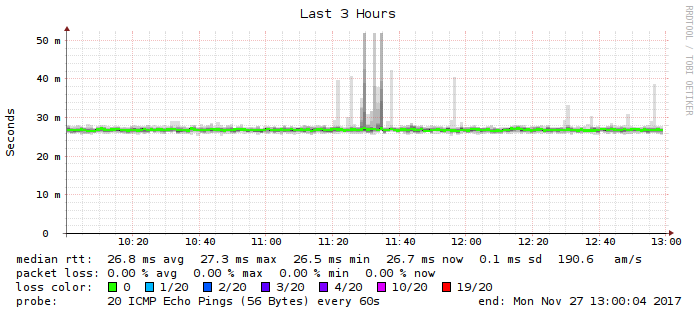 Last 3 Hours
RRDTOOL / TOBI OETIKER
Seconds
50 m
40 m
30 m
20 m
10 m
0
10:20 10:40 11:00 11:20 11:40 12:00 12:20 12:40 13:00
median rtt: 26.8 ms avg 27.3 ms max 26.5 ms min 26.7 ms now 0.1 ms sd 190.6 am/s
packet loss: 0.00 % avg 0.00 % max 0.00 % min 0.00 % now
loss color: 0 1/20 2/20 3/20 4/20 10/20 19/20
probe: 20 ICMP Echo Pings (56 Bytes) every 60s end: Mon Nov 27 13:00:04 2017